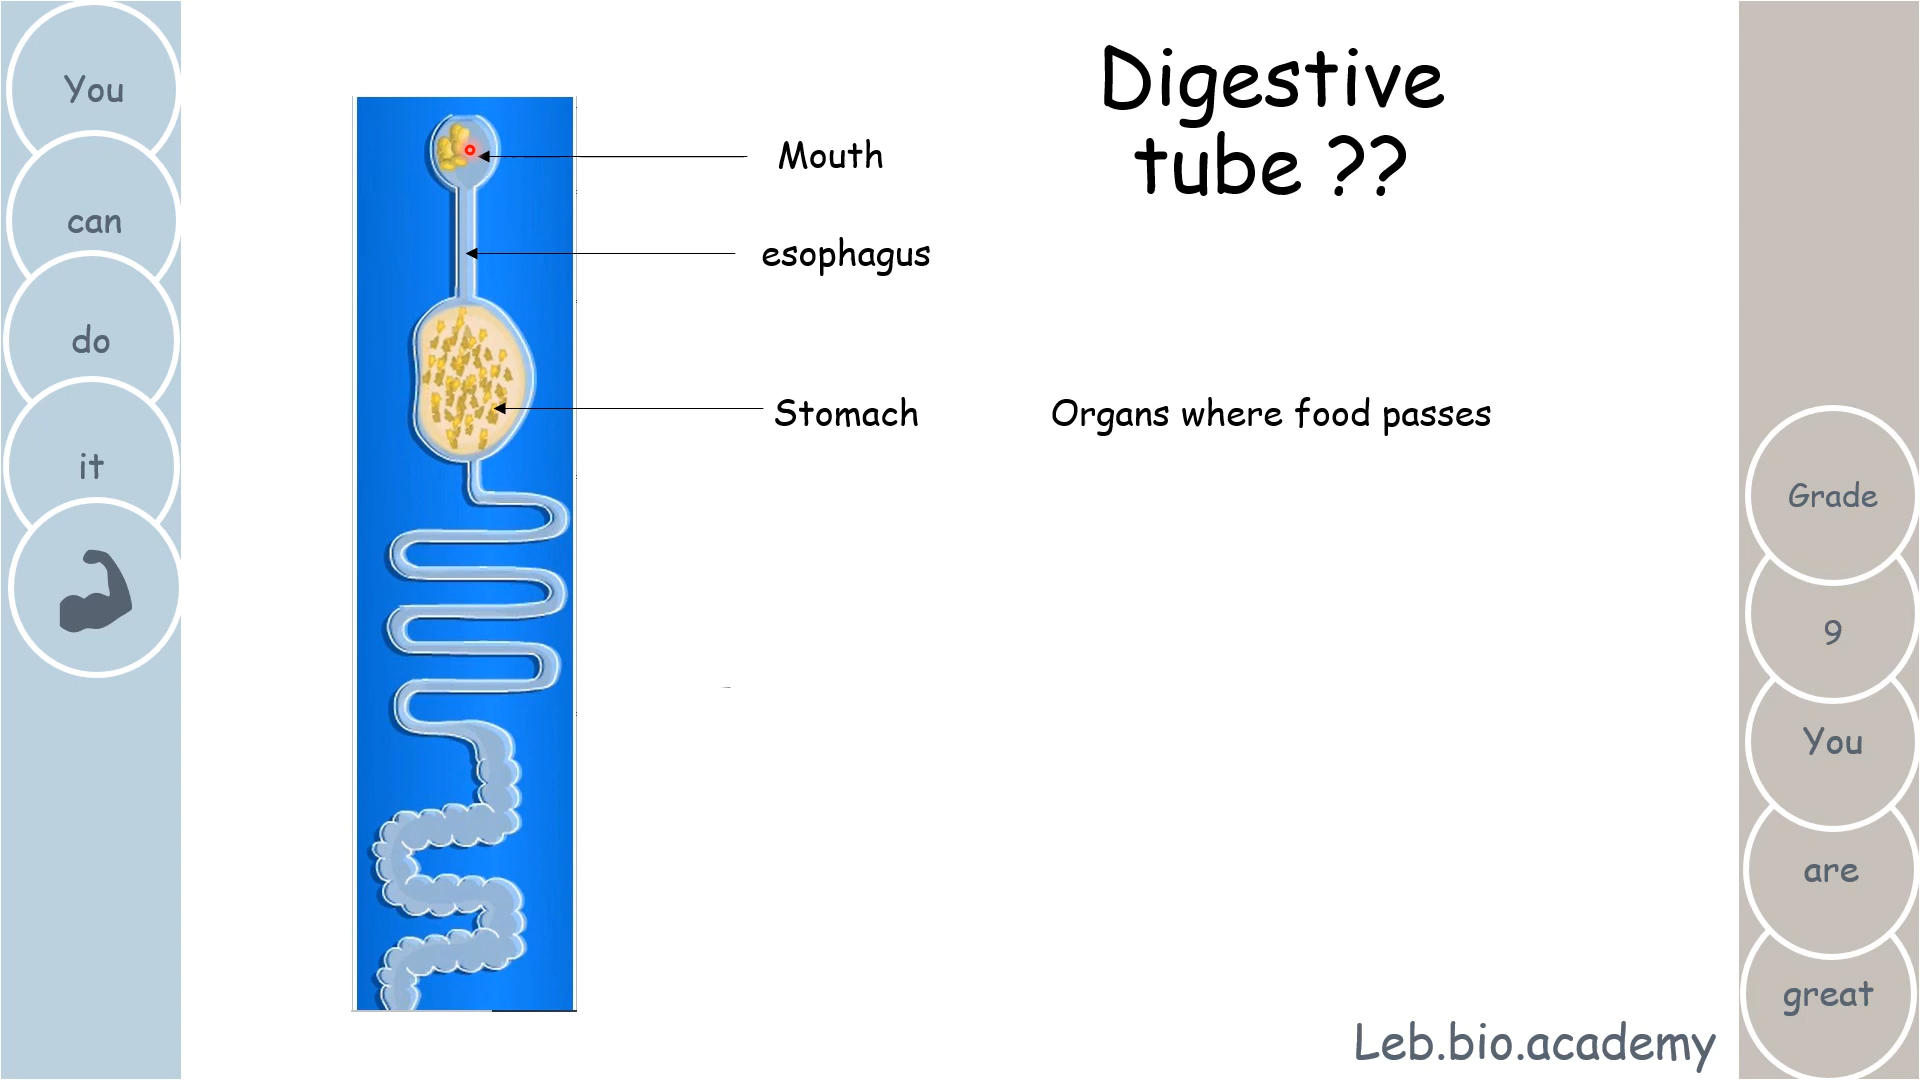 You
can
do
it
Digestive
tube ??
Mouth
esophagus
Stomach
Organs where food passes
Grade
9
You
are
great
Leb.bio.academy